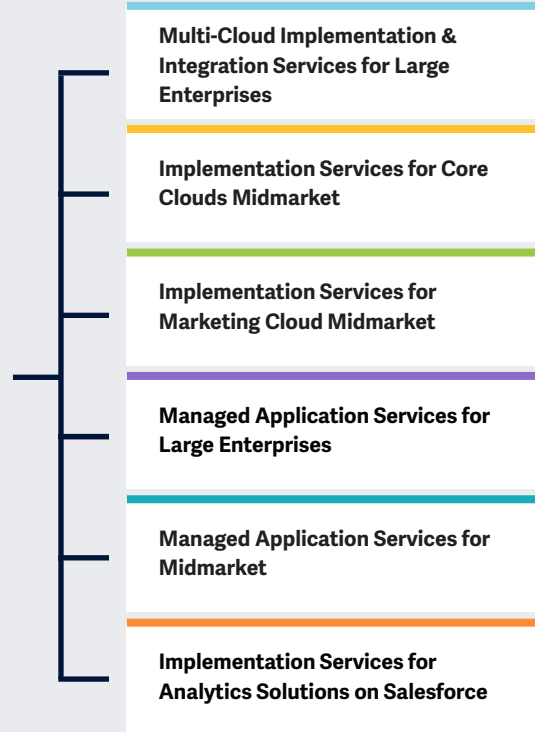 Multi-Cloud Implementation &
Integration Services for Large
Enterprises
Implementation Services for Core
Clouds Midmarket
Implementation Services for
Marketing Cloud Midmarket
Managed Application Services for
Large Enterprises
Managed Application Services for
Midmarket
Implementation Services for
Analytics Solutions on Salesforce